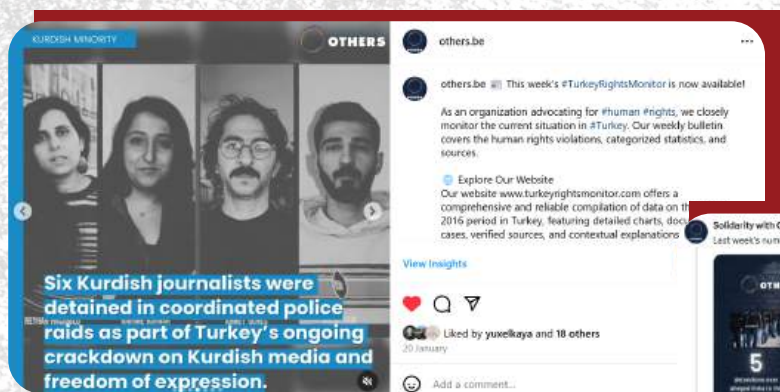 KURDISH MINORITY
OTHERS
Six Kurdish journalists were
detained in coordinated police
raids as part of Turkey's ongoing
crackdown on Kurdish media and
freedom of expression.
others.be
others.be 📰 This week's #TurkeyRightsMonitor is now available!
As an organization advocating for #human #rights, we closely
monitor the current situation in #Turkey. Our weekly bulletin
covers the human rights violations, categorized statistics, and
sources.
🌐 Explore Our Website
Our website www.turkeyrightsmonitor.com offers a
comprehensive and reliable compilation of data on th
2016 period in Turkey, featuring detailed charts, docu
cases, verified sources, and contextual explanations
View Insights
Liked by yuxelkaya and 18 others
20 January
Add a comment...
Solidarity with O
Last week's num
OTH
5